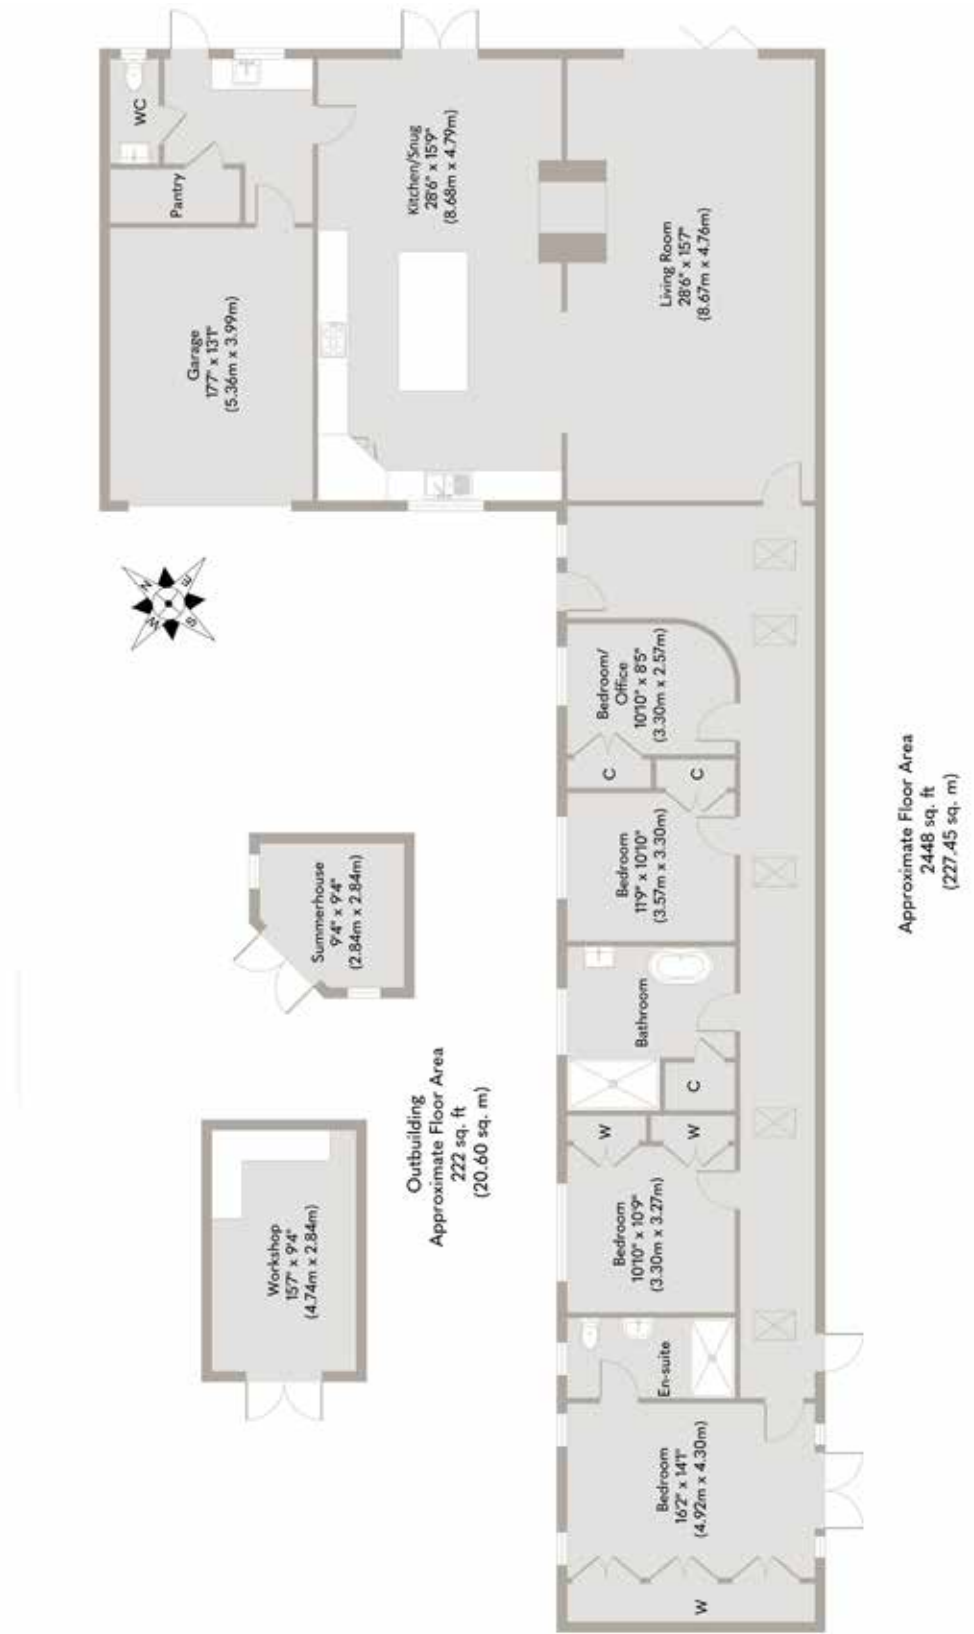 WC
Pantry
Garage
17'7" x 13'1"
(5.36m x 3.99m)
Kitchen/Snug
28'6" x 15'9"
(8.68m x 4.79m)
Living Room
28'6" x 15'7"
(8.67m x 4.76m)
N
E
S
W
Bedroom/
Office
10'10" x 8'5"
(3.30m x 2.57m)
C
C
Bedroom
11'9" x 10'10"
(3.57m x 3.30m)
Bathroom
C
W
W
Bedroom
10'10" x 10'9"
(3.30m x 3.27m)
En-suite
Bedroom
16'2" x 14'1"
(4.92m x 4.30m)
W
Summerhouse
9'4" x 9'4"
(2.84m x 2.84m)
Workshop
15'7" x 9'4"
(4.74m x 2.84m)
Outbuilding
Approximate Floor Area
222 sq. ft
(20.60 sq. m)
Approximate Floor Area
2448 sq. ft
(227.45 sq. m)